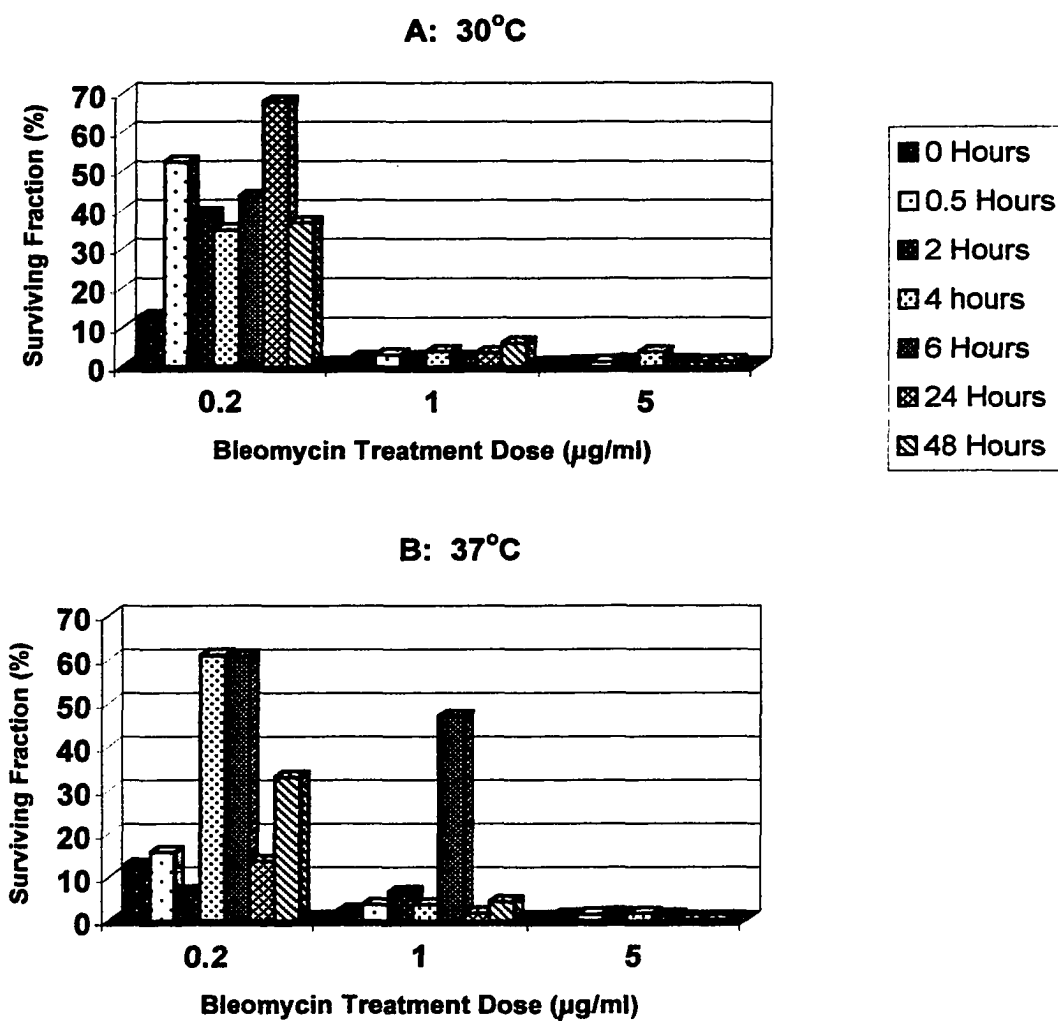 A: 30°C
Surviving Fraction (%)
70
60
50
40
30
20
10
0
0.2 1 5
Bleomycin Treatment Dose (µg/ml)
0 Hours
0.5 Hours
2 Hours
4 hours
6 Hours
24 Hours
48 Hours
B: 37°C
Surviving Fraction (%)
70
60
50
40
30
20
10
0
0.2 1 5
Bleomycin Treatment Dose (µg/ml)